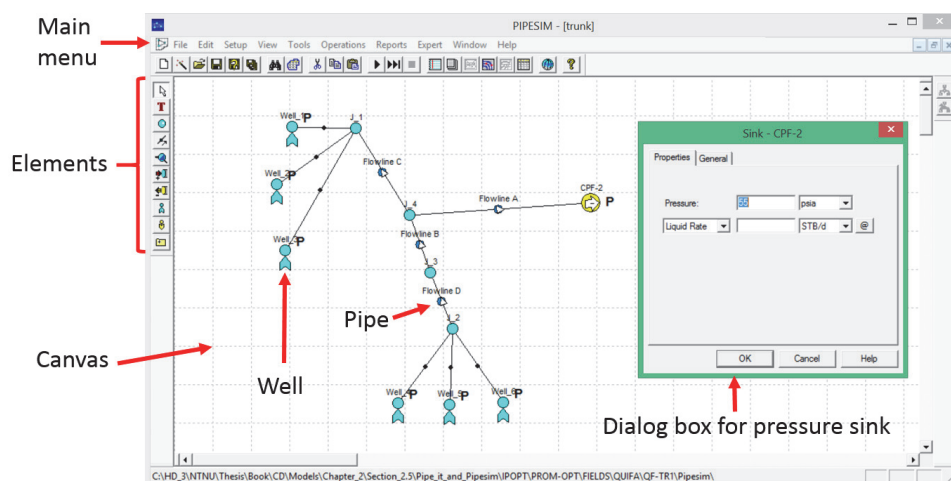 PIPESIM - [trunk]
Main menu
File Edit Setup View Tools Operations Reports Expert Window Help
Elements
T
Well_1 P
J_1
Well_2 P
Flowline C
Well_3 P
J_4
Flowline A
CPF-2
P
Flowline B
J_3
Flowline D
J_2
Pipe
Canvas
Well
Well_4 P
Well_5 P
Well_6 P
Sink - CPF-2
Properties General
Pressure: psia
Liquid Rate STB/d @
OK Cancel Help
Dialog box for pressure sink
C:\HD_3\NTNU\Thesis\Book\CD\Models\Chapter_2\Section_2.5\Pipe_it_and_Pipesim\IPOPT\PROM-OPT\FIELDS\QUIFA\QF-TR1\Pipesim\